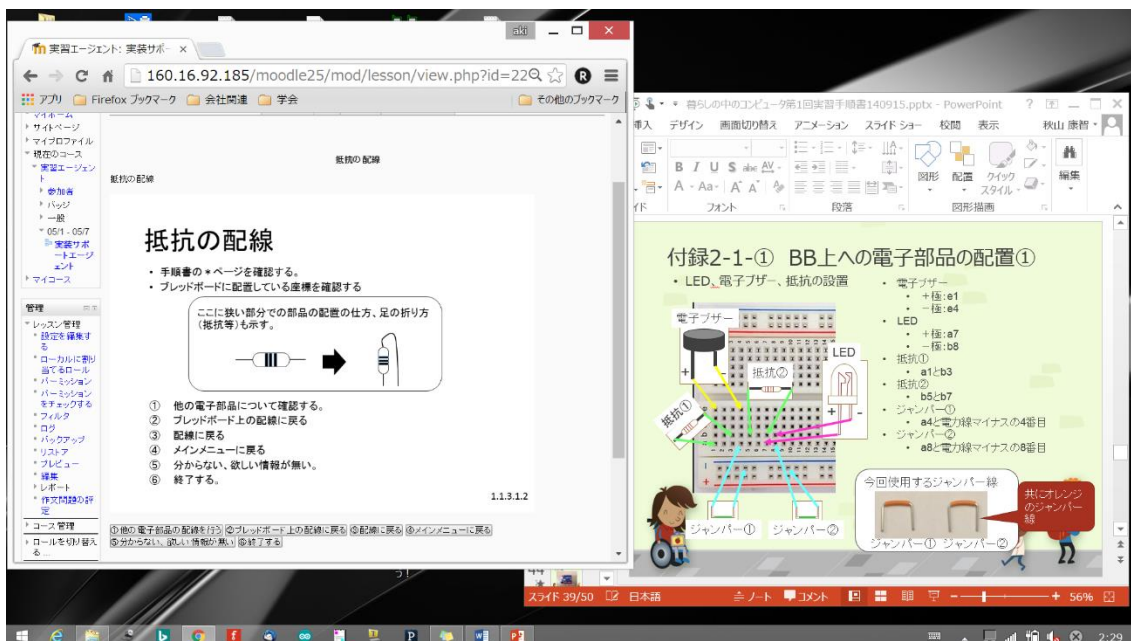 aki
実習エージェント: 実装サポー
160.16.92.185/moodle25/mod/lesson/view.php?id=22
アプリ Firefox ブックマーク 会社関連 学会 その他のブックマーク
マイホーム
サイトページ
マイプロファイル
現在のコース
実習エージェン
ト
参加者
バッジ
一般
05/1 - 05/7
実装サポ
ートエージ
ェント
マイコース
管理
レッスン管理
設定を編集す
る
ローカルに割り
当てるロール
パーミッション
パーミッション
をチェックする
フィルタ
ログ
バックアップ
リストア
プレビュー
編集
レポート
作文問題の評
定
コース管理
ロールを切り替え
る ...
抵抗の配線
抵抗の配線
抵抗の配線
• 手順書の*ページを確認する。
• ブレッドボードに配置している座標を確認する
ここに狭い部分での部品の配置の仕方、足の折り方
(抵抗等)も示す。
① 他の電子部品について確認する。
② ブレッドボード上の配線に戻る
③ 配線に戻る
④ メインメニューに戻る
⑤ 分からない、欲しい情報が無い。
⑥ 終了する。
1.1.3.1.2
①他の電子部品の配線を行う ②ブレッドボード上の配線に戻る ③配線に戻る ④メインメニューに戻る
⑤分からない、欲しい情報が無い ⑥終了する
暮らしの中のコンピュータ第1回実習手順書140915.pptx - PowerPoint
挿入 デザイン 画面切り替え アニメーション スライド ショー 校閲 表示 秋山 康智
B I U S abc AV
A Aa A A
図形 配置 クイック
スタイル
編集
フォント 段落 図形描画
付録2-1-① BB上への電子部品の配置①
• LED、電子ブザー、抵抗の設置
電子ブザー
+ -
LED
+ -
抵抗①
抵抗②
ジャンパー① ジャンパー②
• 電子ブザー
• +極:e1
• -極:e4
• LED
• +極:a7
• -極:b8
• 抵抗①
• a1とb3
• 抵抗②
• b5とb7
• ジャンパー①
• a4と電力線マイナスの4番目
• ジャンパー②
• a8と電力線マイナスの8番目
今回使用するジャンパー線
ジャンパー① ジャンパー②
共にオレンジ
のジャンパー
線
スライド 39/50 日本語 ノート コメント 56%
2:29